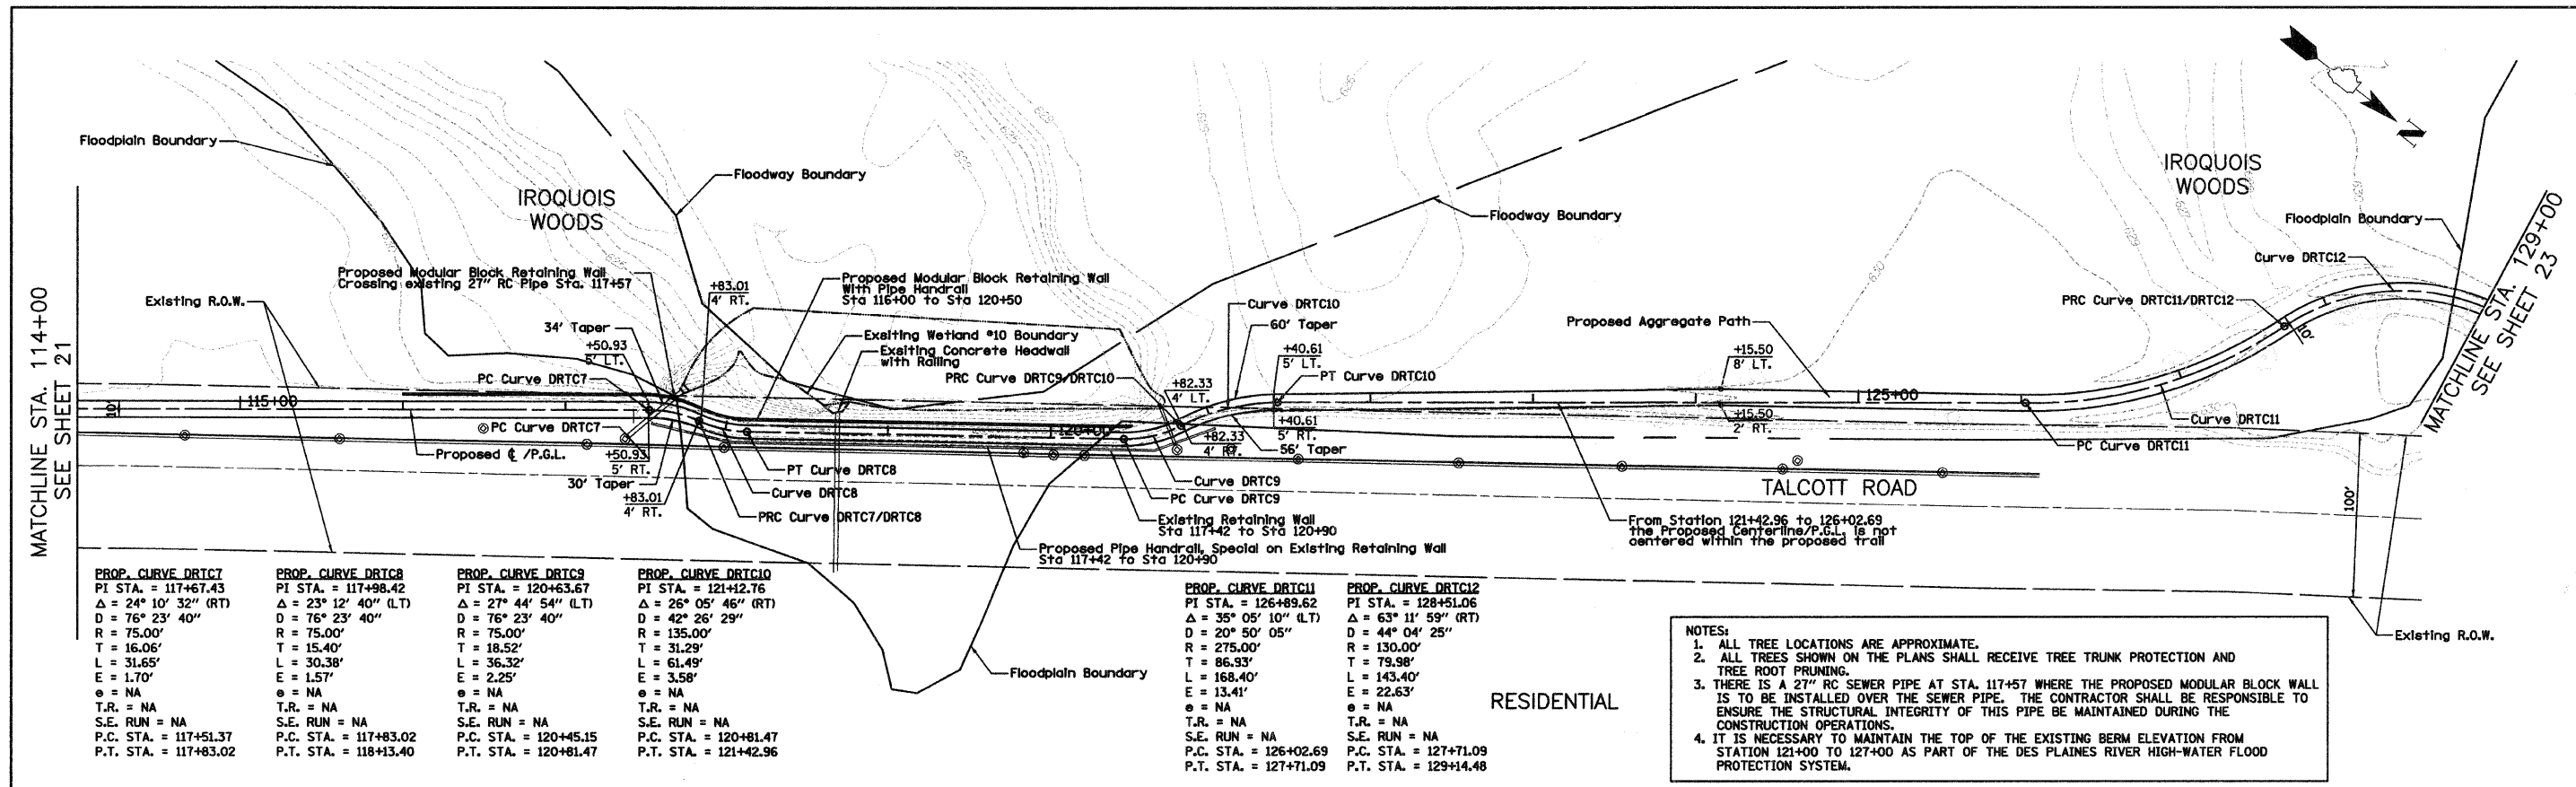 Floodplain Boundary
IROQUOIS
WOODS
Floodway Boundary
Floodway Boundary
IROQUOIS
WOODS
Floodplain Boundary
N
MATCHLINE STA. 114+00
SEE SHEET 21
MATCHLINE STA. 129+00
SEE SHEET 23
Existing R.O.W.
Proposed Modular Block Retaining Wall
Crossing existing 27" RC Pipe Sta. 117+57
+83.01
4' RT.
Proposed Modular Block Retaining Wall
With Pipe Handrail
Sta 116+00 to Sta 120+50
34' Taper
+50.93
5' LT.
PC Curve DRTC7
Exsiting Wetland #10 Boundary
Exsiting Concrete Headwall
with Railing
PRC Curve DRTC9/DRTC10
Curve DRTC10
60' Taper
+40.61
5' LT.
PT Curve DRTC10
+82.33
4' LT.
Proposed Aggregate Path
+15.50
8' LT.
Curve DRTC12
PRC Curve DRTC11/DRTC12
10'
10'
115+00
120+00
125+00
PC Curve DRTC7
Proposed ℄ /P.G.L.
+50.93
5' RT.
30' Taper
+83.01
4' RT.
PT Curve DRTC8
Curve DRTC8
PRC Curve DRTC7/DRTC8
+82.33
4' RT.
+40.61
5' RT.
56' Taper
Curve DRTC9
PC Curve DRTC9
Existing Retaining Wall
Sta 117+42 to Sta 120+90
Proposed Pipe Handrail, Special on Existing Retaining Wall
Sta 117+42 to Sta 120+90
+15.50
2' RT.
Curve DRTC11
PC Curve DRTC11
TALCOTT ROAD
From Station 121+42.96 to 126+02.69
the Proposed Centerline/P.G.L. is not
centered within the proposed trail
100'
Existing R.O.W.
Floodplain Boundary
RESIDENTIAL
630
629
627
PROP. CURVE DRTC7
PI STA. = 117+67.43
Δ = 24° 10' 32" (RT)
D = 76° 23' 40"
R = 75.00'
T = 16.06'
L = 31.65'
E = 1.70'
e = NA
T.R. = NA
S.E. RUN = NA
P.C. STA. = 117+51.37
P.T. STA. = 117+83.02
PROP. CURVE DRTC8
PI STA. = 117+98.42
Δ = 23° 12' 40" (LT)
D = 76° 23' 40"
R = 75.00'
T = 15.40'
L = 30.38'
E = 1.57'
e = NA
T.R. = NA
S.E. RUN = NA
P.C. STA. = 117+83.02
P.T. STA. = 118+13.40
PROP. CURVE DRTC9
PI STA. = 120+63.67
Δ = 27° 44' 54" (LT)
D = 76° 23' 40"
R = 75.00'
T = 18.52'
L = 36.32'
E = 2.25'
e = NA
T.R. = NA
S.E. RUN = NA
P.C. STA. = 120+45.15
P.T. STA. = 120+81.47
PROP. CURVE DRTC10
PI STA. = 121+12.76
Δ = 26° 05' 46" (RT)
D = 42° 26' 29"
R = 135.00'
T = 31.29'
L = 61.49'
E = 3.58'
e = NA
T.R. = NA
S.E. RUN = NA
P.C. STA. = 120+81.47
P.T. STA. = 121+42.96
PROP. CURVE DRTC11
PI STA. = 126+89.62
Δ = 35° 05' 10" (LT)
D = 20° 50' 05"
R = 275.00'
T = 86.93'
L = 168.40'
E = 13.41'
e = NA
T.R. = NA
S.E. RUN = NA
P.C. STA. = 126+02.69
P.T. STA. = 127+71.09
PROP. CURVE DRTC12
PI STA. = 128+51.06
Δ = 63° 11' 59" (RT)
D = 44° 04' 25"
R = 130.00'
T = 79.98'
L = 143.40'
E = 22.63'
e = NA
T.R. = NA
S.E. RUN = NA
P.C. STA. = 127+71.09
P.T. STA. = 129+14.48
NOTES:
1. ALL TREE LOCATIONS ARE APPROXIMATE.
2. ALL TREES SHOWN ON THE PLANS SHALL RECEIVE TREE TRUNK PROTECTION AND
TREE ROOT PRUNING.
3. THERE IS A 27" RC SEWER PIPE AT STA. 117+57 WHERE THE PROPOSED MODULAR BLOCK WALL
IS TO BE INSTALLED OVER THE SEWER PIPE. THE CONTRACTOR SHALL BE RESPONSIBLE TO
ENSURE THE STRUCTURAL INTEGRITY OF THIS PIPE BE MAINTAINED DURING THE
CONSTRUCTION OPERATIONS.
4. IT IS NECESSARY TO MAINTAIN THE TOP OF THE EXISTING BERM ELEVATION FROM
STATION 121+00 TO 127+00 AS PART OF THE DES PLAINES RIVER HIGH-WATER FLOOD
PROTECTION SYSTEM.